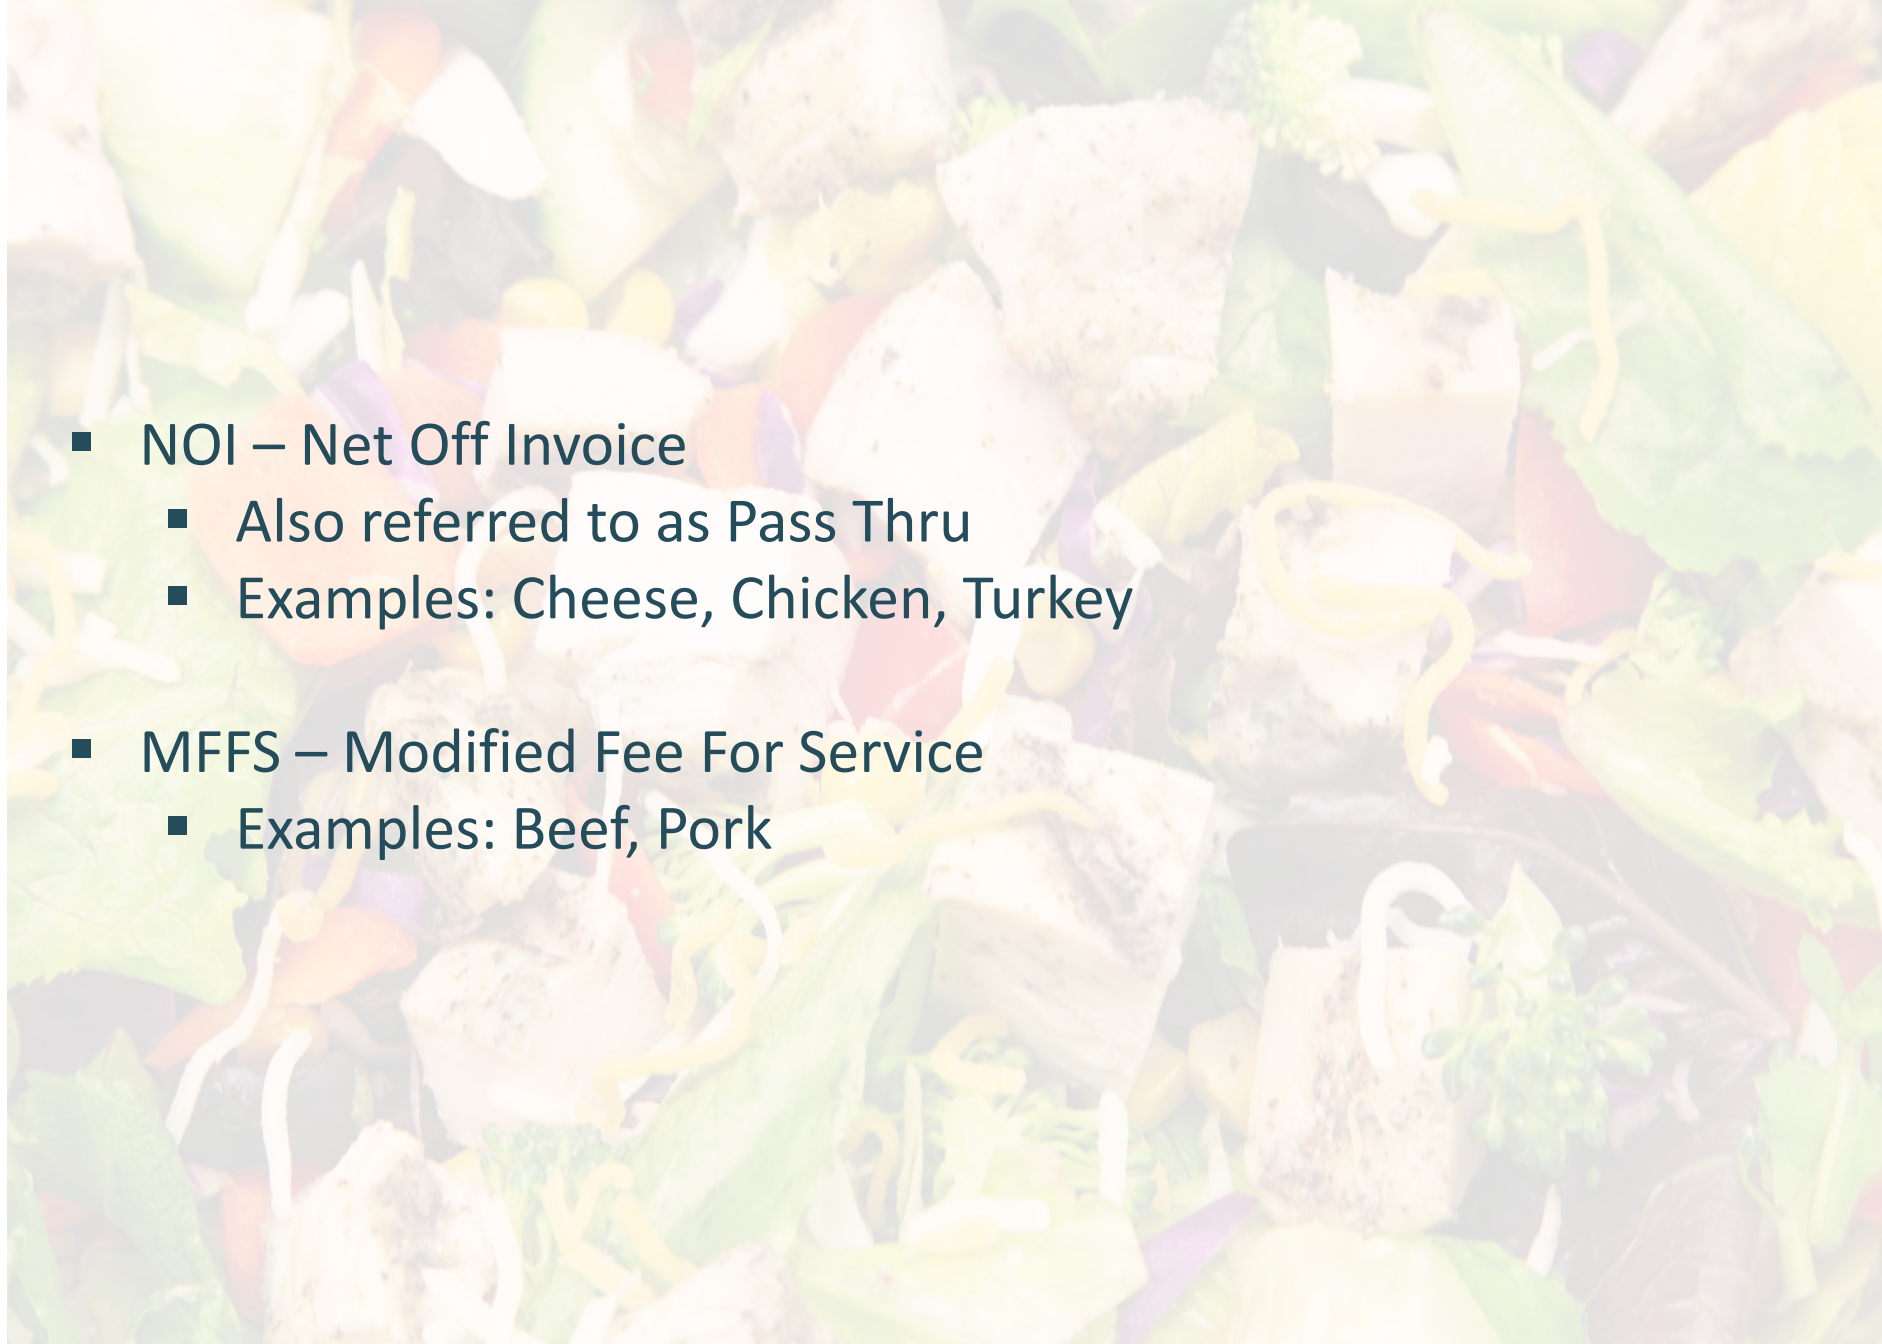 ▪ NOI – Net Off Invoice
▪ Also referred to as Pass Thru
▪ Examples: Cheese, Chicken, Turkey
▪ MFFS – Modified Fee For Service
▪ Examples: Beef, Pork